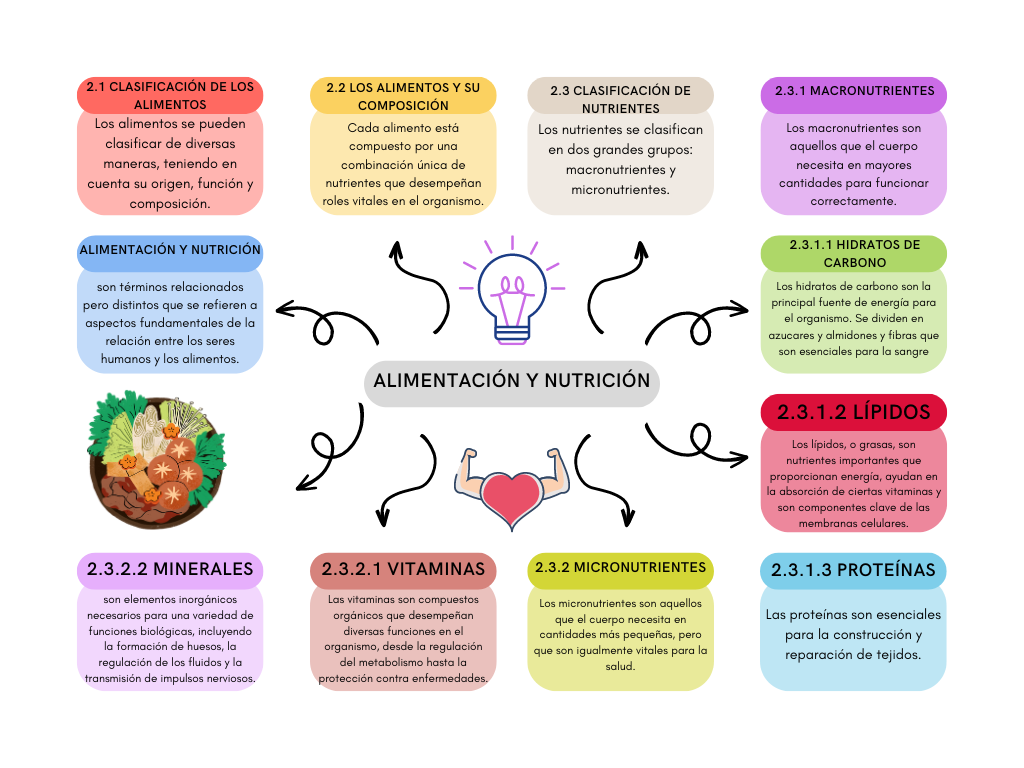 2.1 CLASIFICACIÓN DE LOS
ALIMENTOS
Los alimentos se pueden
clasificar de diversas
maneras, teniendo en
cuenta su origen, función y
composición.
2.2 LOS ALIMENTOS Y SU
COMPOSICIÓN
Cada alimento está
compuesto por una
combinación única de
nutrientes que desempeñan
roles vitales en el organismo.
2.3 CLASIFICACIÓN DE
NUTRIENTES
Los nutrientes se clasifican
en dos grandes grupos:
macronutrientes y
micronutrientes.
2.3.1 MACRONUTRIENTES
Los macronutrientes son
aquellos que el cuerpo
necesita en mayores
cantidades para funcionar
correctamente.
ALIMENTACIÓN Y NUTRICIÓN
son términos relacionados
pero distintos que se refieren a
aspectos fundamentales de la
relación entre los seres
humanos y los alimentos.
2.3.1.1 HIDRATOS DE
CARBONO
Los hidratos de carbono son la
principal fuente de energía para
el organismo. Se dividen en
azucares y almidones y fibras que
son esenciales para la sangre
ALIMENTACIÓN Y NUTRICIÓN
2.3.1.2 LÍPIDOS
Los lípidos, o grasas, son
nutrientes importantes que
proporcionan energía, ayudan en
la absorción de ciertas vitaminas y
son componentes clave de las
membranas celulares.
2.3.2.2 MINERALES
son elementos inorgánicos
necesarios para una variedad de
funciones biológicas, incluyendo
la formación de huesos, la
regulación de los fluidos y la
transmisión de impulsos nerviosos.
2.3.2.1 VITAMINAS
Las vitaminas son compuestos
orgánicos que desempeñan
diversas funciones en el
organismo, desde la regulación
del metabolismo hasta la
protección contra enfermedades.
2.3.2 MICRONUTRIENTES
Los micronutrientes son aquellos
que el cuerpo necesita en
cantidades más pequeñas, pero
que son igualmente vitales para la
salud.
2.3.1.3 PROTEÍNAS
Las proteínas son esenciales
para la construcción y
reparación de tejidos.